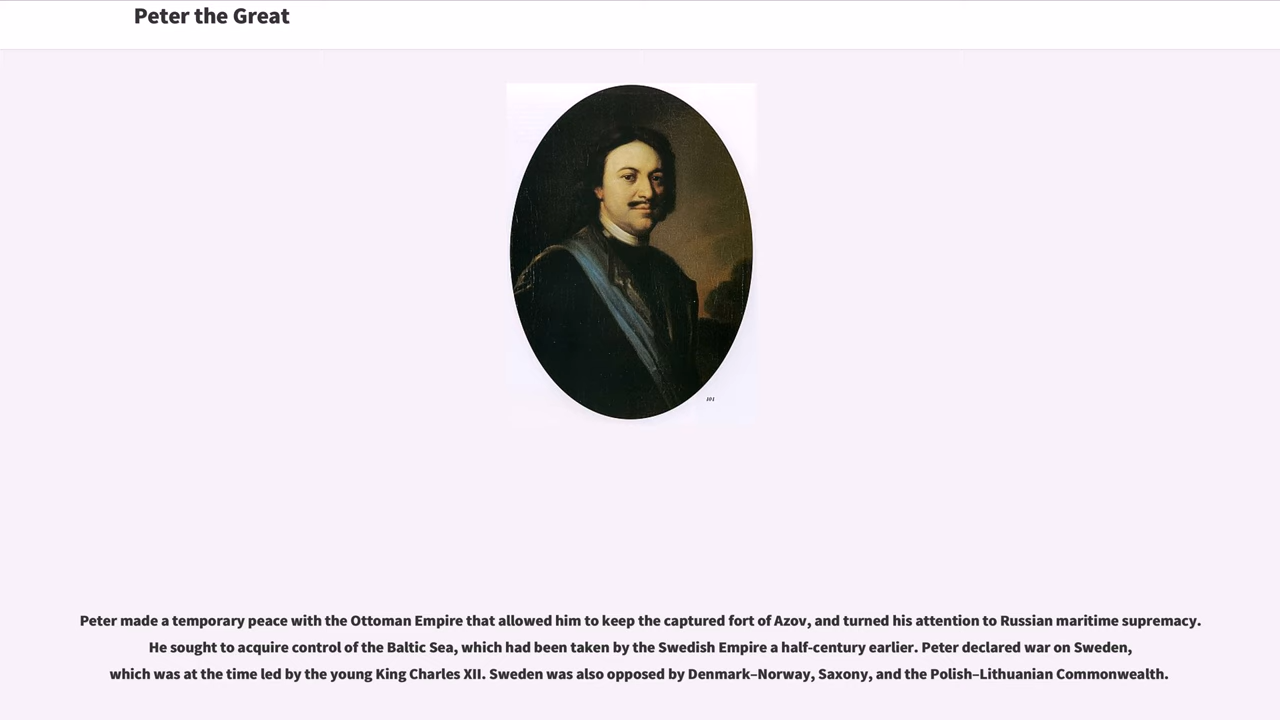 Peter the Great
101
Peter made a temporary peace with the Ottoman Empire that allowed him to keep the captured fort of Azov, and turned his attention to Russian maritime supremacy.
He sought to acquire control of the Baltic Sea, which had been taken by the Swedish Empire a half-century earlier. Peter declared war on Sweden,
which was at the time led by the young King Charles XII. Sweden was also opposed by Denmark–Norway, Saxony, and the Polish–Lithuanian Commonwealth.